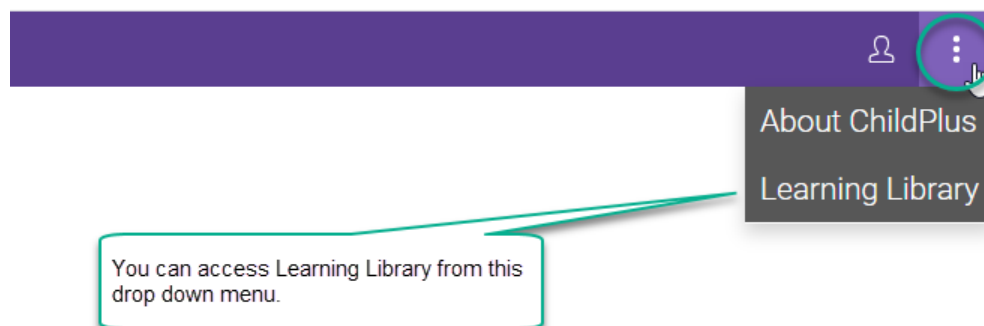 About ChildPlus
Learning Library
You can access Learning Library from this
drop down menu.